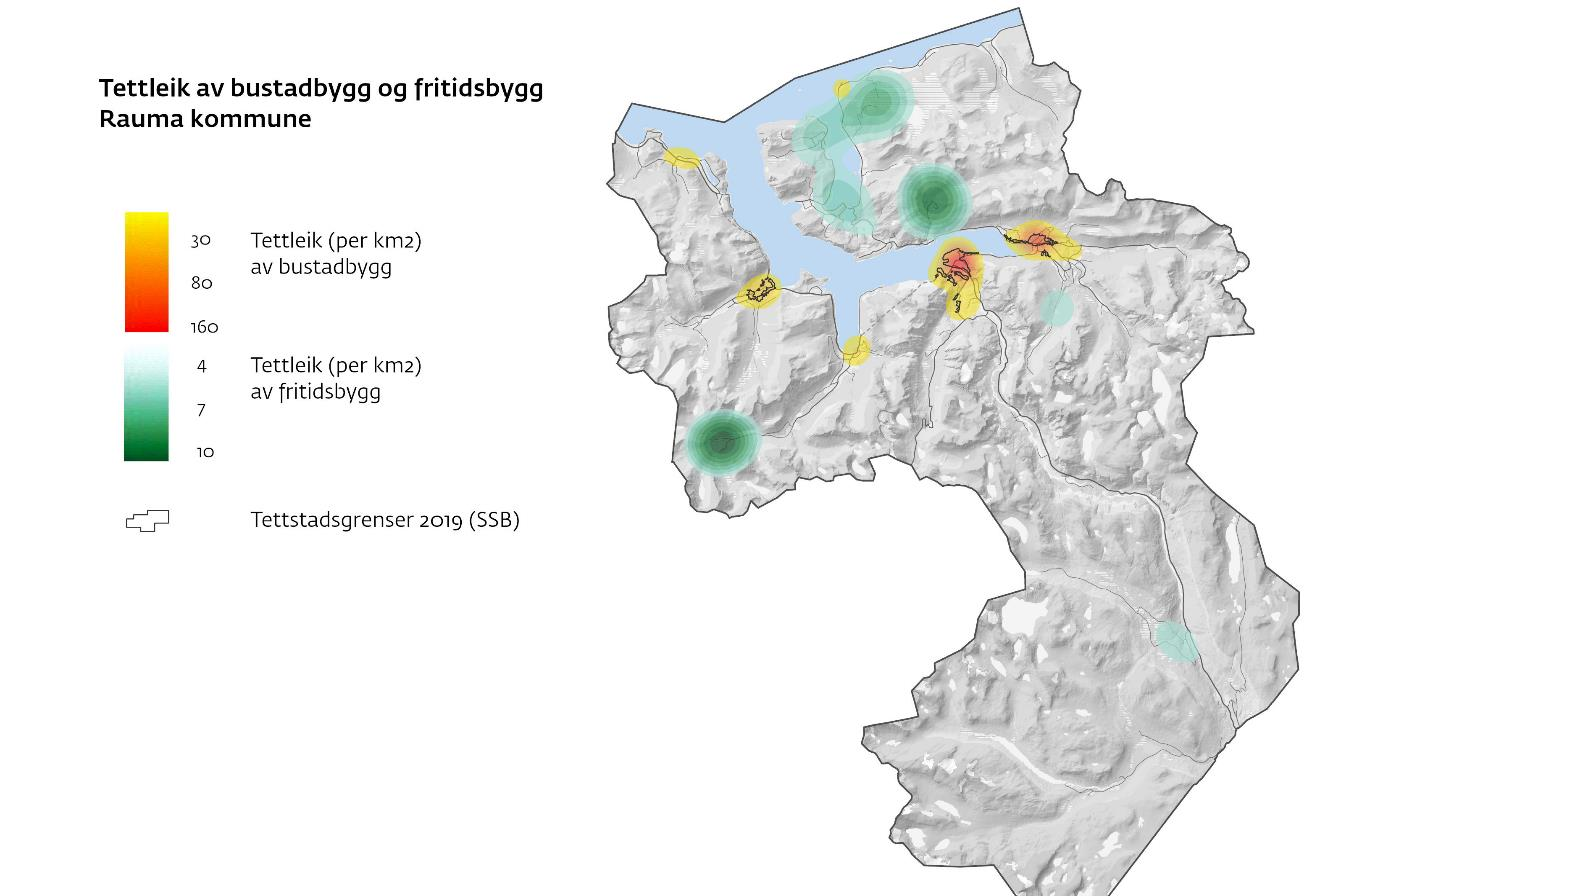 Tettleik av bustadbygg og fritidsbygg
Rauma kommune
30
80
160
Tettleik (per km2)
av bustadbygg
4
7
10
Tettleik (per km2)
av fritidsbygg
Tettstadsgrenser 2019 (SSB)